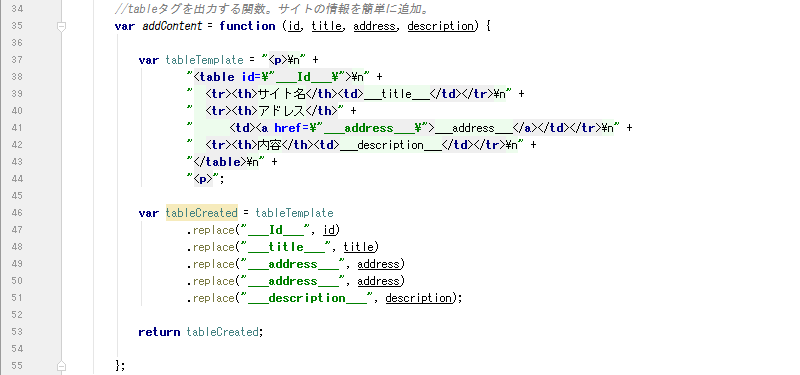 34 //tableタグを出力する関数。サイトの情報を簡単に追加。
35 var addContent = function (id, title, address, description) {
36
37 var tableTemplate = "<p>¥n" +
38 "<table id=¥"___Id___¥">¥n" +
39 " <tr><th>サイト名</th><td>___title___</td></tr>¥n" +
40 " <tr><th>アドレス</th>" +
41 " <td><a href=¥"___address___¥">___address___</a></td></tr>¥n" +
42 " <tr><th>内容</th><td>___description___</td></tr>¥n" +
43 "</table>¥n" +
44 "<p>";
45
46 var tableCreated = tableTemplate
47 .replace("___Id___", id)
48 .replace("___title___", title)
49 .replace("___address___", address)
50 .replace("___address___", address)
51 .replace("___description___", description);
52
53 return tableCreated;
54
55 };